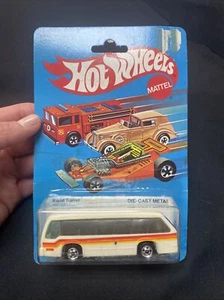 HOT WHEELS
MATTEL
Rapid Transit
DIE-CAST METAL